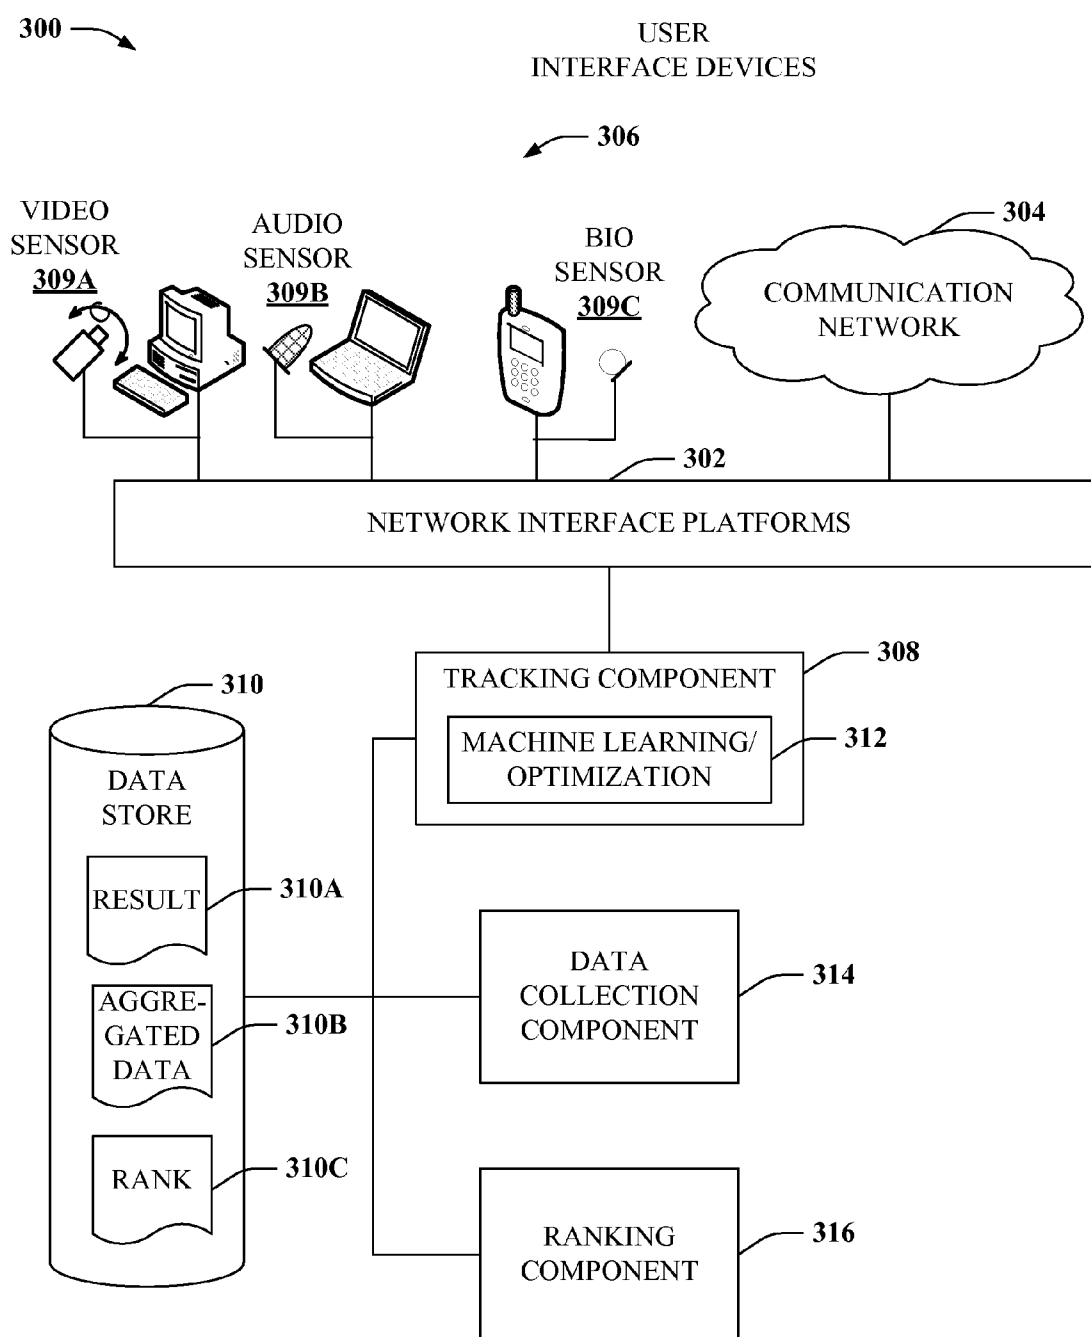 300
USER
INTERFACE DEVICES
306
VIDEO
SENSOR
309A
AUDIO
SENSOR
309B
BIO
SENSOR
309C
304
COMMUNICATION
NETWORK
302
NETWORK INTERFACE PLATFORMS
308
TRACKING COMPONENT
MACHINE LEARNING/
OPTIMIZATION
312
310
DATA
STORE
RESULT
310A
AGGRE-
GATED
DATA
310B
RANK
310C
DATA
COLLECTION
COMPONENT
314
RANKING
COMPONENT
316